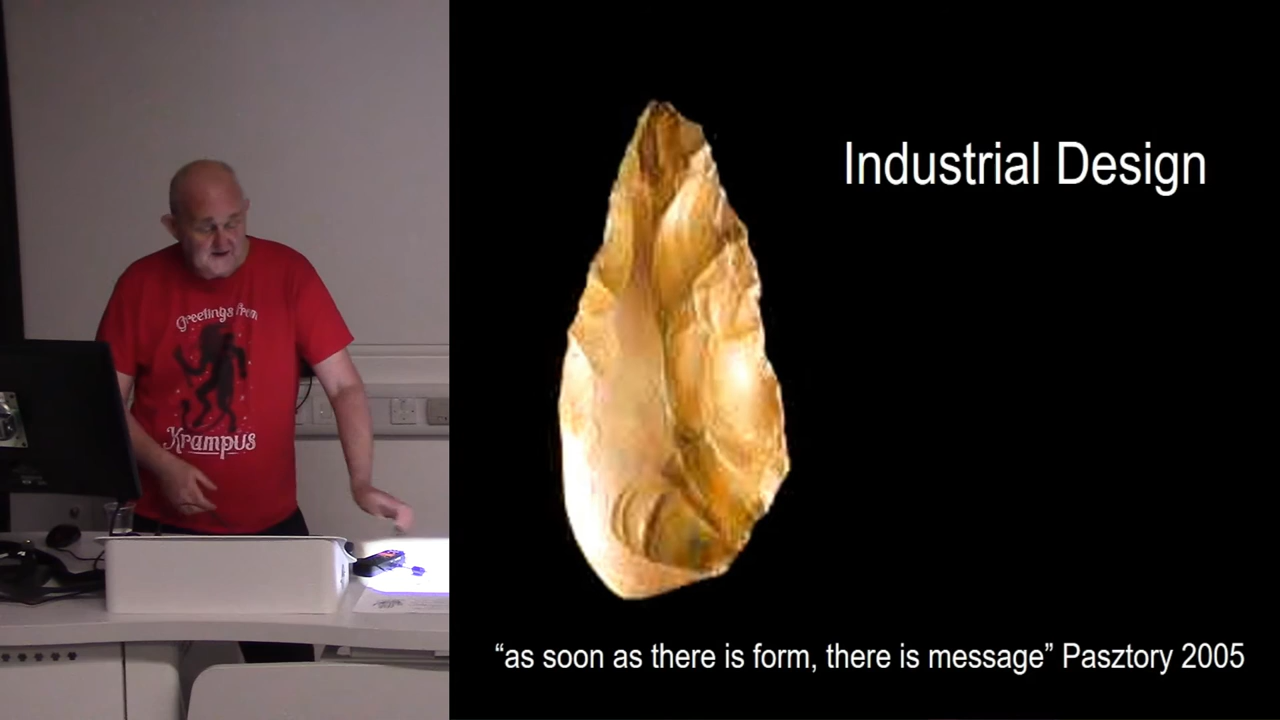 Greetings from
Krampus
Industrial Design
“as soon as there is form, there is message” Pasztory 2005